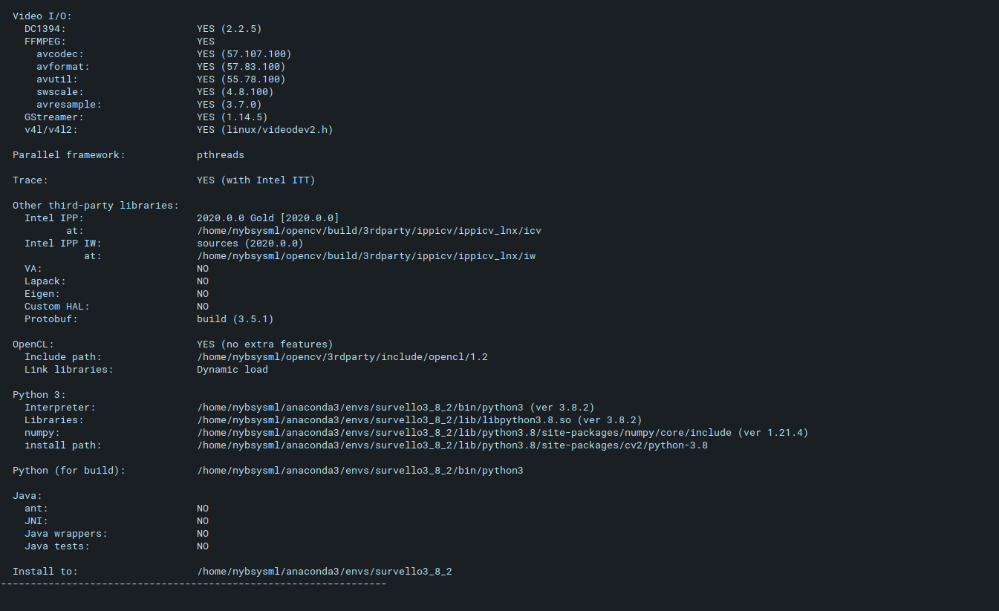 Video I/O:
DC1394: YES (2.2.5)
FFMPEG: YES
avcodec: YES (57.107.100)
avformat: YES (57.83.100)
avutil: YES (55.78.100)
swscale: YES (4.8.100)
avresample: YES (3.7.0)
GStreamer: YES (1.14.5)
v4l/v4l2: YES (linux/videodev2.h)
Parallel framework: pthreads
Trace: YES (with Intel ITT)
Other third-party libraries:
Intel IPP: 2020.0.0 Gold [2020.0.0]
at: /home/nybsysml/opencv/build/3rdparty/ippicv/ippicv_lnx/icv
Intel IPP IW: sources (2020.0.0)
at: /home/nybsysml/opencv/build/3rdparty/ippicv/ippicv_lnx/iw
VA: NO
Lapack: NO
Eigen: NO
Custom HAL: NO
Protobuf: build (3.5.1)
OpenCL: YES (no extra features)
Include path: /home/nybsysml/opencv/3rdparty/include/opencl/1.2
Link libraries: Dynamic load
Python 3:
Interpreter: /home/nybsysml/anaconda3/envs/survello3_8_2/bin/python3 (ver 3.8.2)
Libraries: /home/nybsysml/anaconda3/envs/survello3_8_2/lib/libpython3.8.so (ver 3.8.2)
numpy: /home/nybsysml/anaconda3/envs/survello3_8_2/lib/python3.8/site-packages/numpy/core/include (ver 1.21.4)
install path: /home/nybsysml/anaconda3/envs/survello3_8_2/lib/python3.8/site-packages/cv2/python-3.8
Python (for build): /home/nybsysml/anaconda3/envs/survello3_8_2/bin/python3
Java:
ant: NO
JNI: NO
Java wrappers: NO
Java tests: NO
Install to: /home/nybsysml/anaconda3/envs/survello3_8_2
-----------------------------------------------------------------